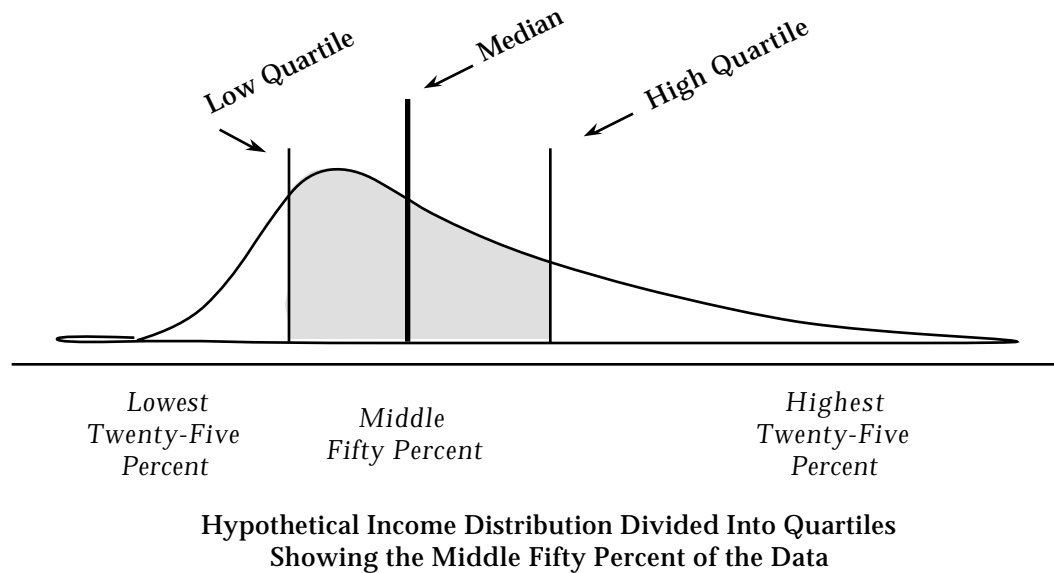 Low Quartile
Median
High Quartile
Lowest
Twenty-Five
Percent
Middle
Fifty Percent
Highest
Twenty-Five
Percent
Hypothetical Income Distribution Divided Into Quartiles
Showing the Middle Fifty Percent of the Data